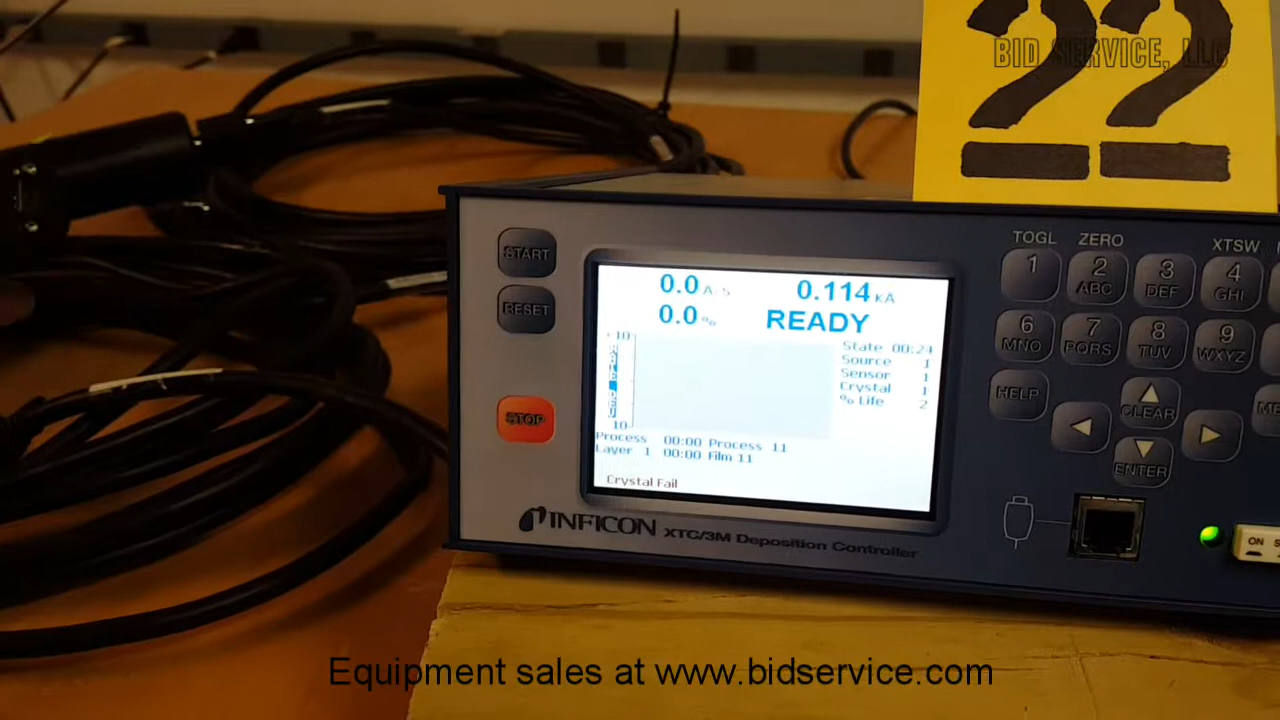 22
BID SERVICE, LLC
START
RESET
STOP
0.0 A/S 0.114 kÅ
0.0 % READY
10
State 00:24
Source 1
Sensor 1
Crystal 1
% Life 2
10
Process 00:00 Process 11
Layer 1 00:00 Film 11
Crystal Fail
INFICON XTC/3M Deposition Controller
TOGL ZERO XTSW
1 2 ABC 3 DEF 4 GHI
6 MNO 7 PQRS 8 TUV 9 WXYZ
HELP
CLEAR
ENTER
ON
Equipment sales at www.bidservice.com